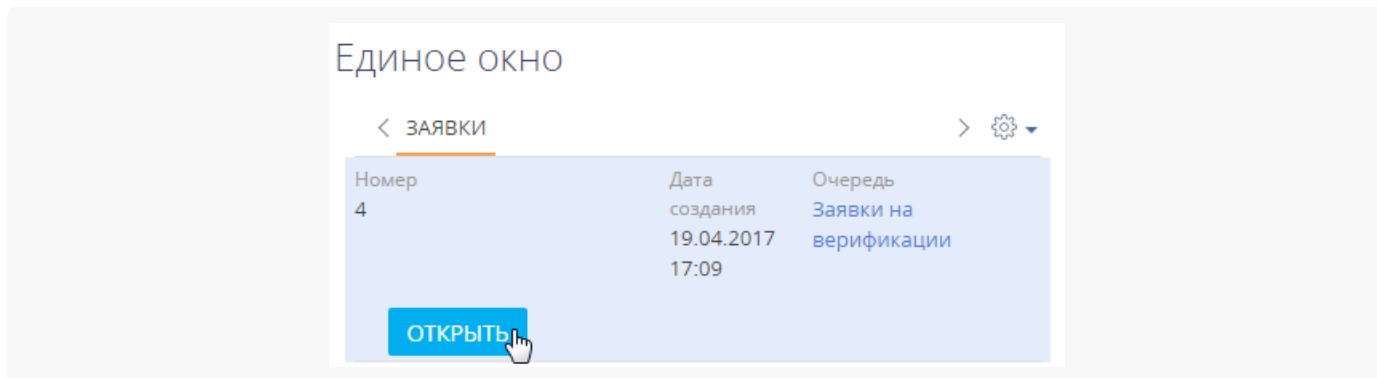 Единое окно
ЗАЯВКИ
Номер
4
Дата
создания
19.04.2017
17:09
Очередь
Заявки на
верификации
ОТКРЫТЬ